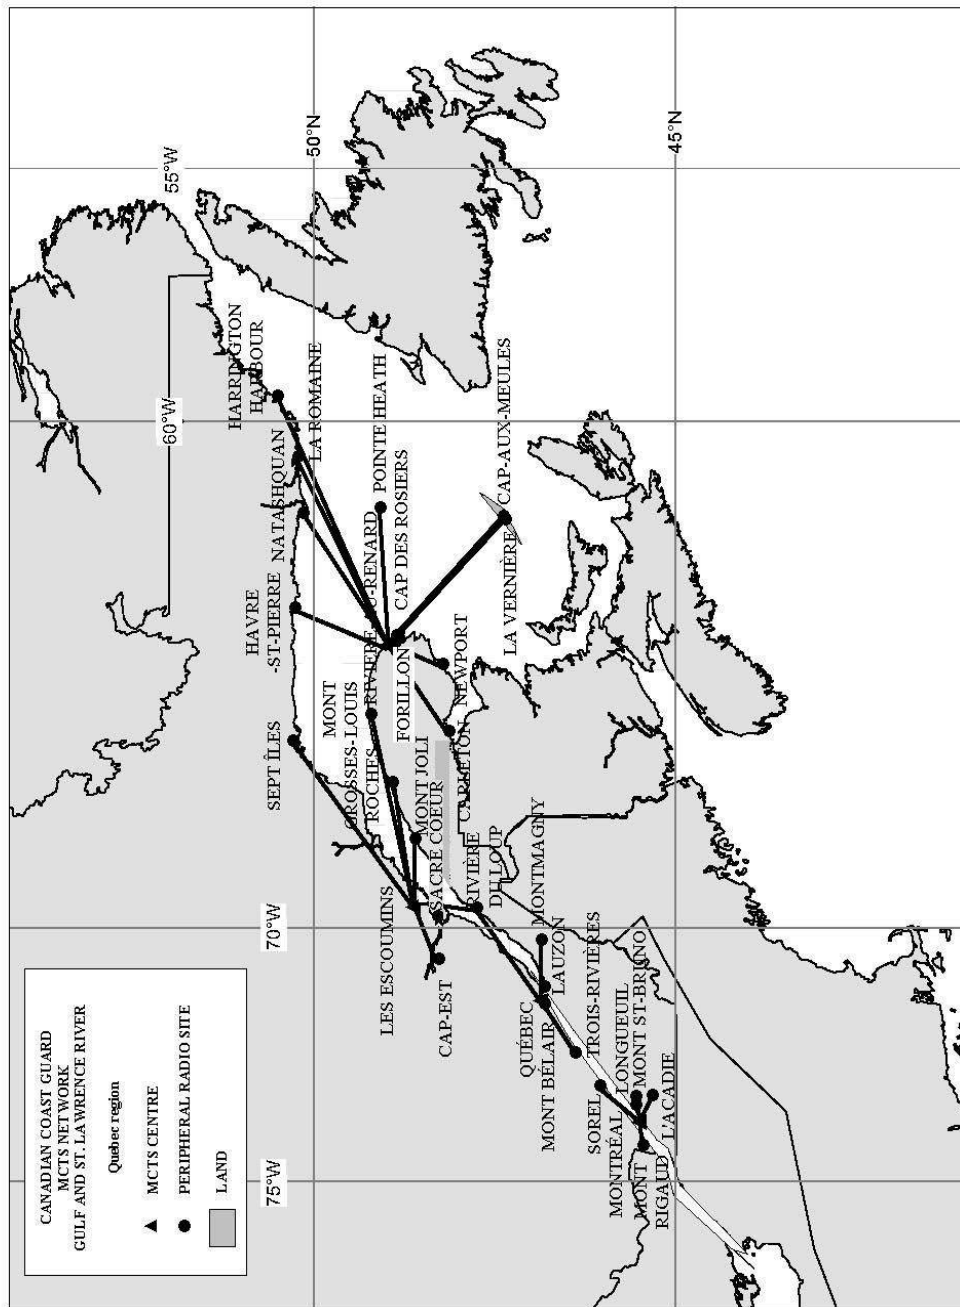 CANADIAN COAST GUARD
MCTS NETWORK
GULF AND ST. LAWRENCE RIVER
Quebec region
MCTS CENTRE
PERIPHERAL RADIO SITE
LAND
75°W
70°W
60°W
55°W
50°N
45°N
SEPT ÎLES
HAVRE
-ST-PIERRE
NATASHQUAN
HARRINGTON
HARBOUR
LA ROMAINE
POINTE HEATH
CAP-AUX-MEULES
LA VERNIÈRE
RIVIERE-AU-RENARD
CAP DES ROSIERS
FORILLON
NEWPORT
CARLETON
MONT
LOUIS
GROSSES-
ROCHES
MONT JOLI
SACRÉ COEUR
LES ESCOUMINS
CAP-EST
RIVIÈRE
DU LOUP
MONTMAGNY
LAUZON
QUÉBEC
MONT BÉLAIR
TROIS-RIVIÈRES
SOREL
LONGUEUIL
MONT ST-BRUNO
MONTRÉAL
L'ACADIE
MONT
RIGAUD